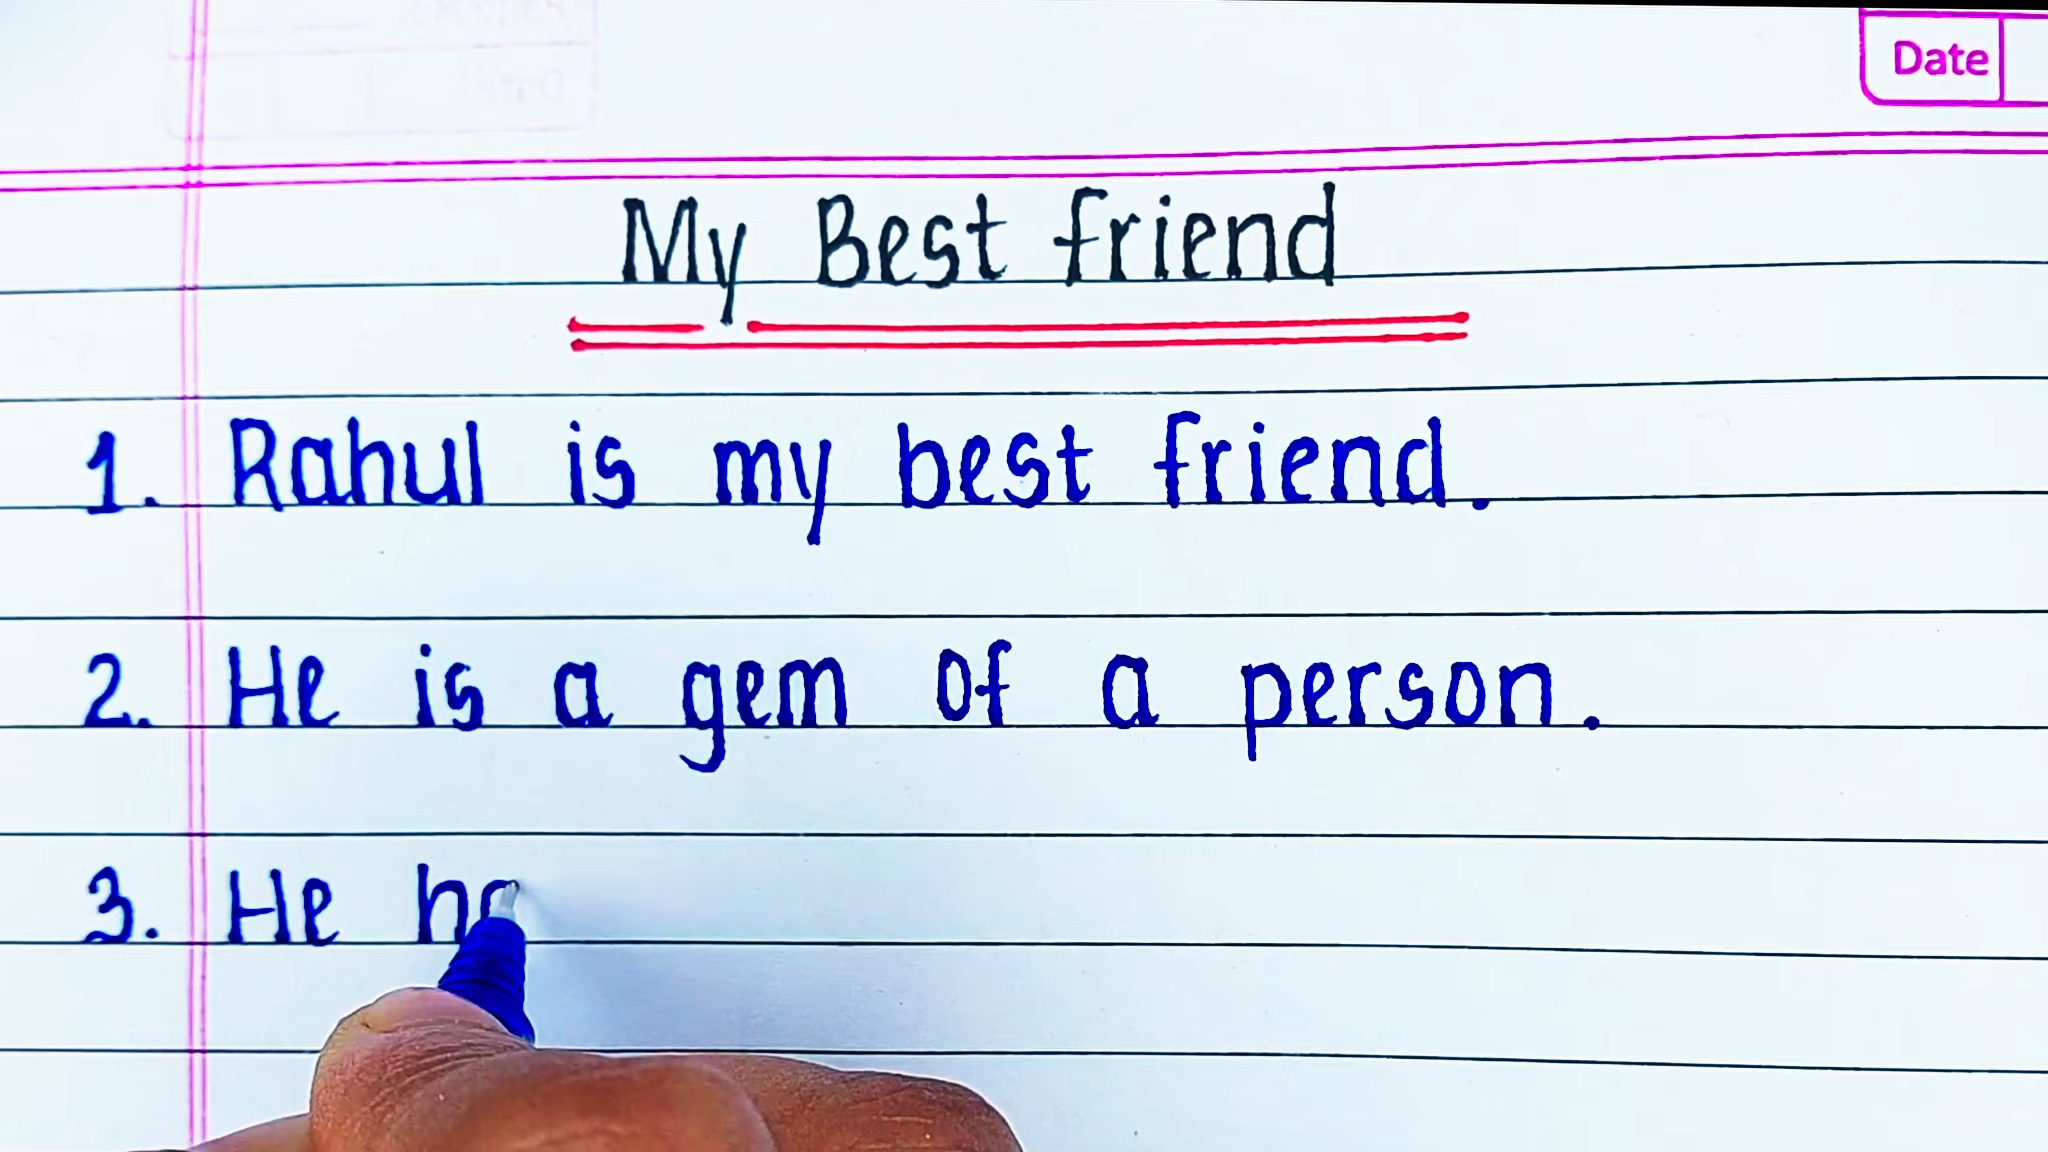 Date
My Best friend
1. Rahul is my best friend.
2. He is a gem of a person.
3. He